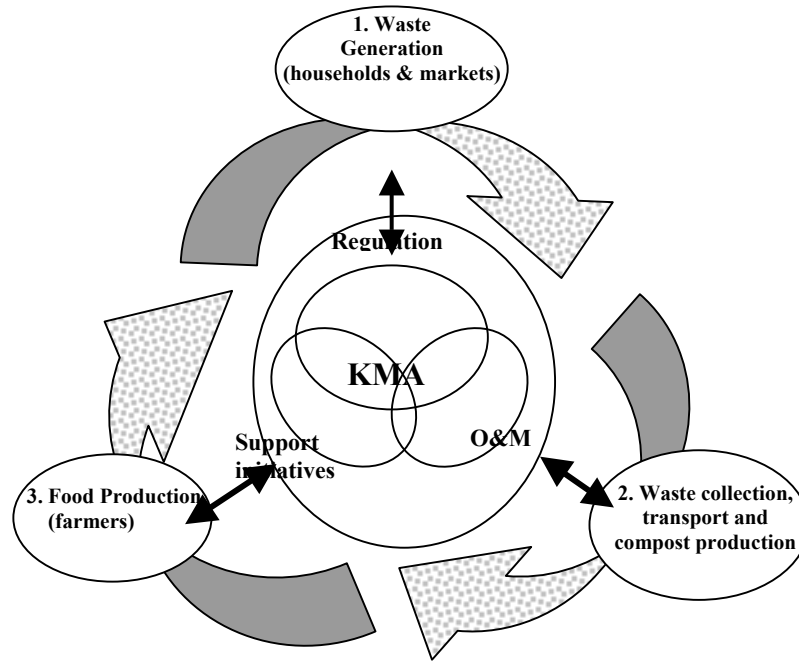 1. Waste
Generation
(households & markets)
Regulation
KMA
Support
initiatives
O&M
3. Food Production
(farmers)
2. Waste collection,
transport and
compost production